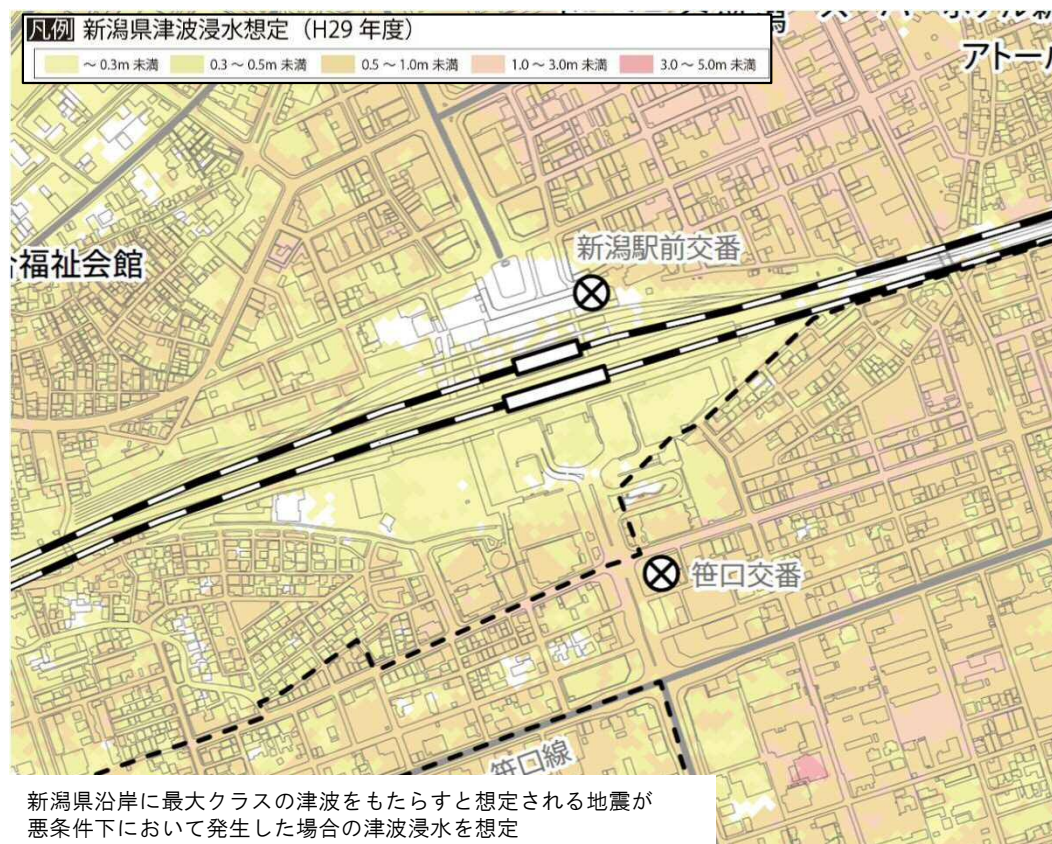 凡例 新潟県津波浸水想定（H29 年度）
～ 0.3m 未満 0.3 ～ 0.5m 未満 0.5 ～ 1.0m 未満 1.0 ～ 3.0m 未満 3.0 ～ 5.0m 未満
アトール
福祉会館
新潟駅前交番
笹口交番
笹口線
新潟県沿岸に最大クラスの津波をもたらすと想定される地震が
悪条件下において発生した場合の津波浸水を想定